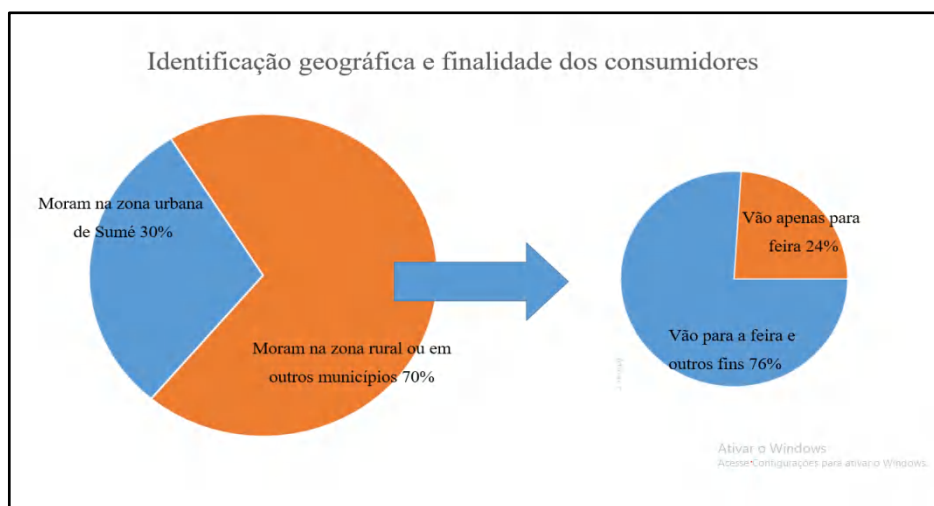 Identificação geográfica e finalidade dos consumidores
Moram na zona urbana
de Sumé 30%
Moram na zona rural ou em
outros municípios 70%
Vão apenas para
feira 24%
Vão para a feira e
outros fins 76%
Ativar o Windows
Acesse Configurações para ativar o Windows.